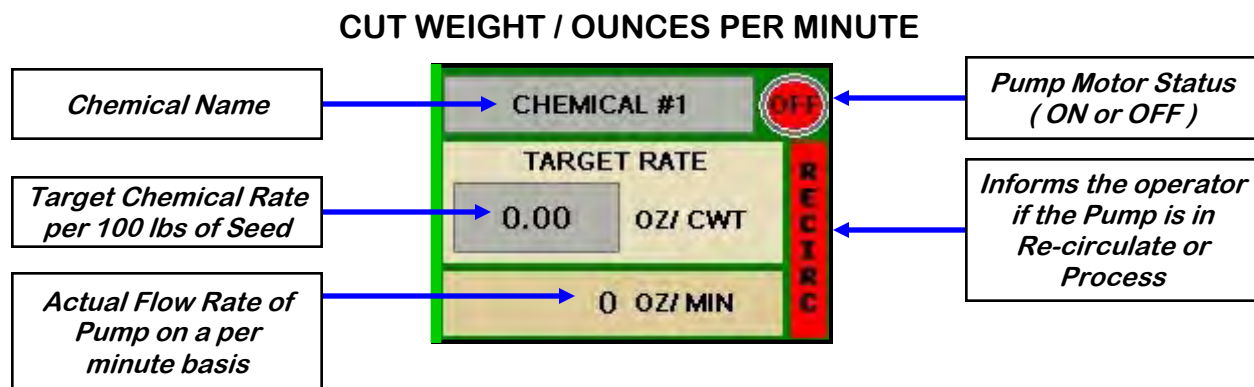 CUT WEIGHT / OUNCES PER MINUTE
Chemical Name
Target Chemical Rate
per 100 lbs of Seed
Actual Flow Rate of
Pump on a per
minute basis
CHEMICAL #1
OFF
TARGET RATE
0.00 OZ/ CWT
0 OZ/ MIN
RECIRC
Pump Motor Status
( ON or OFF )
Informs the operator
if the Pump is in
Re-circulate or
Process